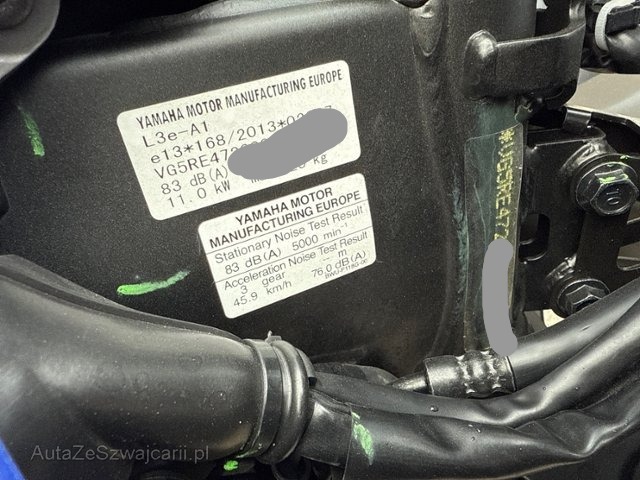 YAMAHA MOTOR MANUFACTURING EUROPE
L3e-A1
e13*168/2013*
VG5RE47
83 dB(A)
11.0 kW kg
YAMAHA MOTOR
MANUFACTURING EUROPE
Stationary Noise Test Result
83 dB(A) 5000 min⁻¹
Acceleration Noise Test Result
3 gear — m
45.9 km/h 76.0 dB(A)
*VG5RE477
AutaZeSzwajcarii.pl